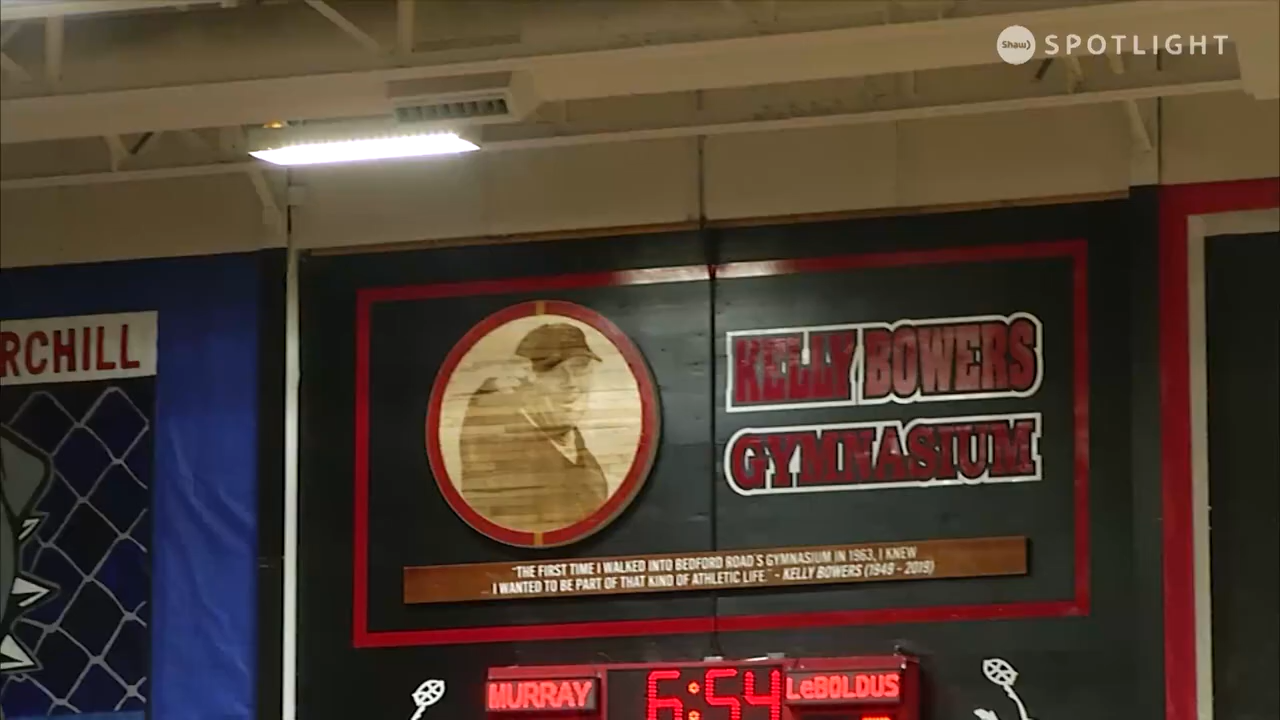 Shaw) SPOTLIGHT
RCHILL
KELLY BOWERS
GYMNASIUM
"THE FIRST TIME I WALKED INTO BEDFORD ROAD'S GYMNASIUM IN 1963, I KNEW
I WANTED TO BE PART OF THAT KIND OF ATHLETIC LIFE." - KELLY BOWERS (1949 - 2019)
MURRAY 6:54 LeBOLDUS